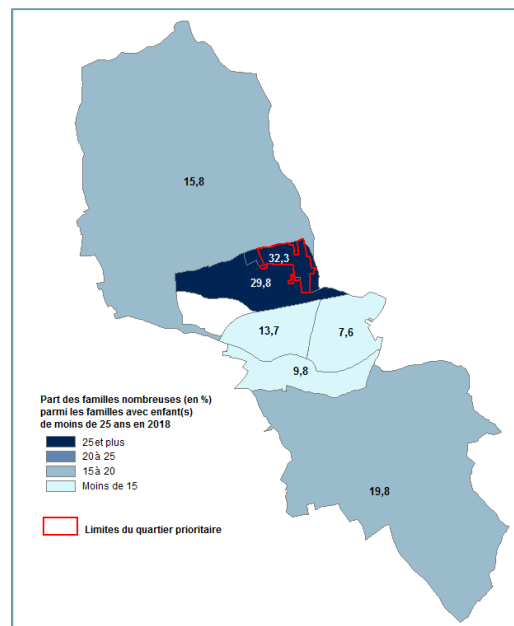 15,8
32,3
29,8
13,7
7,6
9,8
19,8
Part des familles nombreuses (en %)
parmi les familles avec enfant(s)
de moins de 25 ans en 2018
25 et plus
20 à 25
15 à 20
Moins de 15
Limites du quartier prioritaire